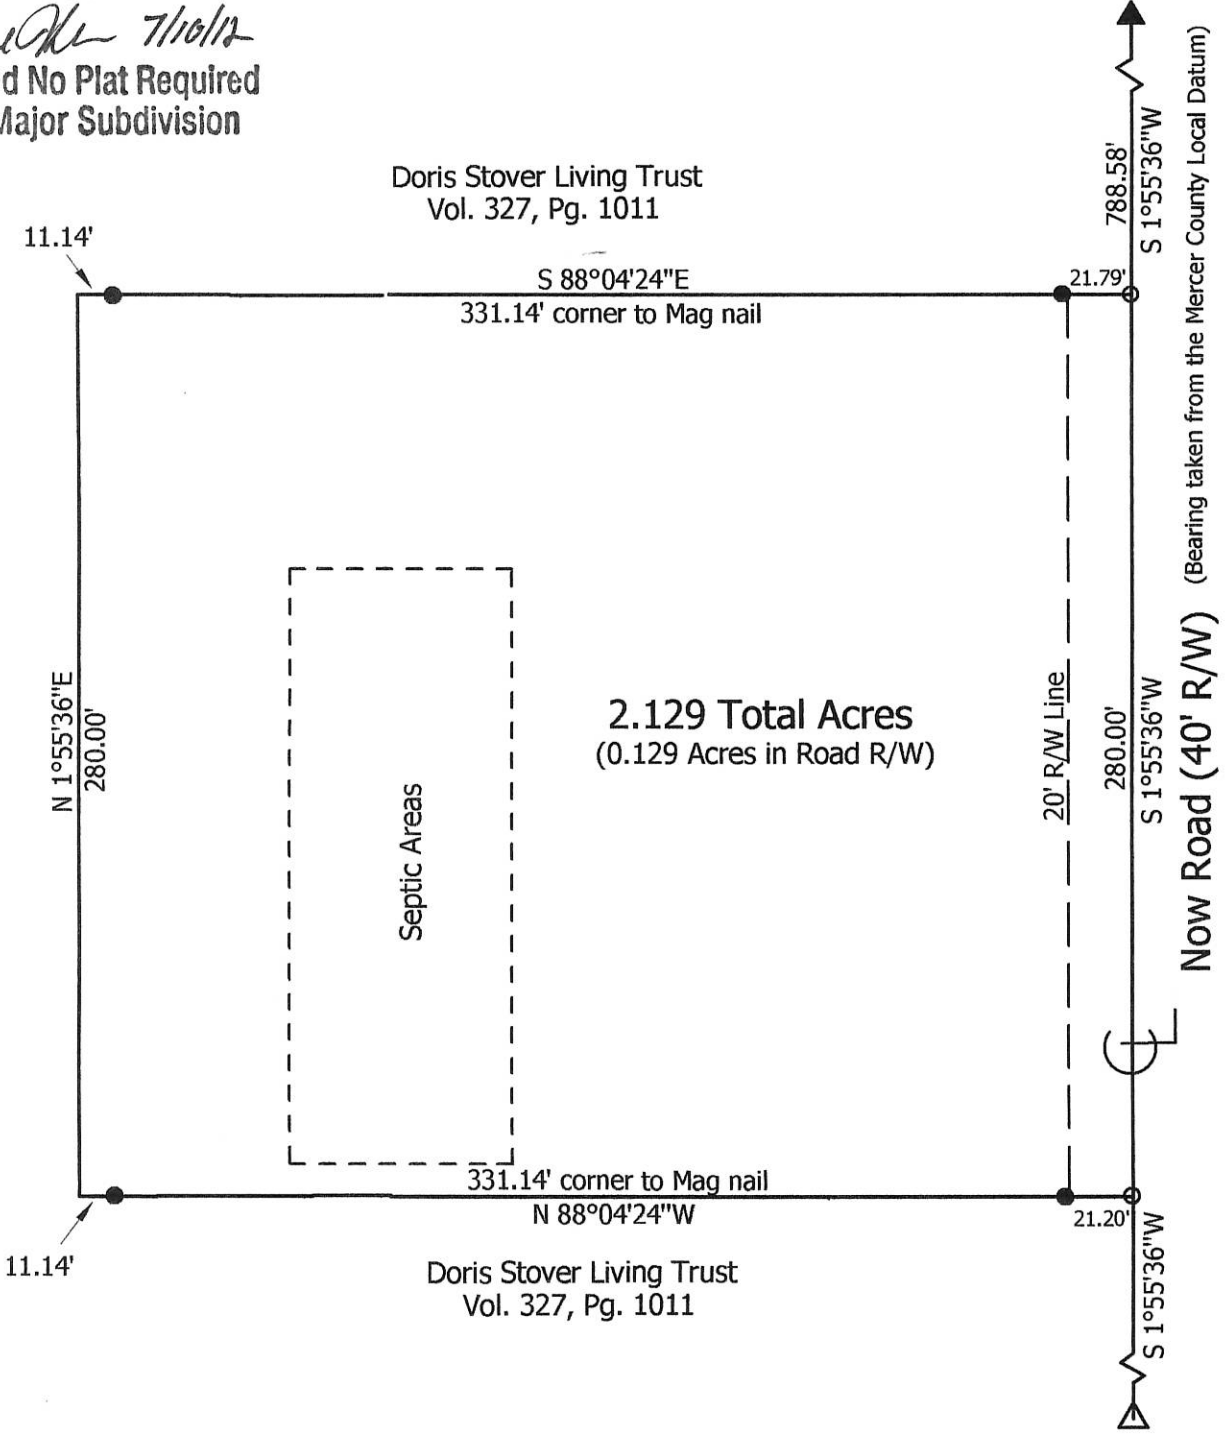 7/10/12
d No Plat Required
Major Subdivision
Doris Stover Living Trust
Vol. 327, Pg. 1011
11.14'
S 88°04'24"E
331.14' corner to Mag nail
21.79'
788.58'
S 1°55'36"W
(Bearing taken from the Mercer County Local Datum)
N 1°55'36"E
280.00'
Septic Areas
2.129 Total Acres
(0.129 Acres in Road R/W)
20' R/W Line
280.00'
S 1°55'36"W
Now Road (40' R/W)
331.14' corner to Mag nail
N 88°04'24"W
21.20'
11.14'
Doris Stover Living Trust
Vol. 327, Pg. 1011
S 1°55'36"W